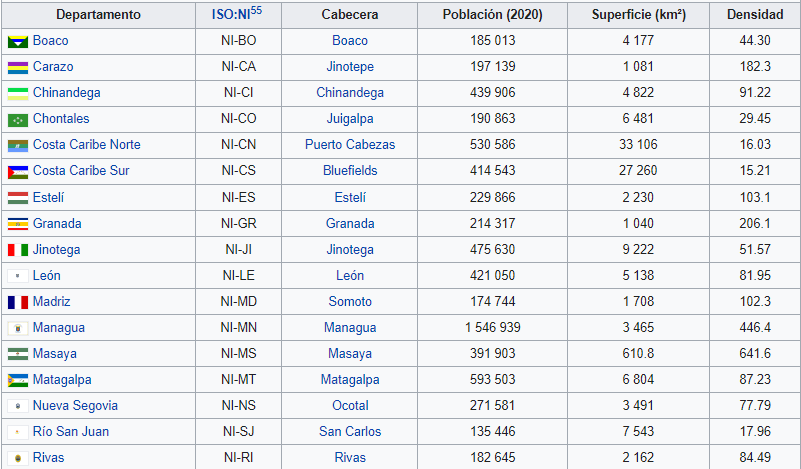 Departamento ISO:NI55 Cabecera Población (2020) Superficie (km²) Densidad
Boaco NI-BO Boaco 185 013 4 177 44.30
Carazo NI-CA Jinotepe 197 139 1 081 182.3
Chinandega NI-CI Chinandega 439 906 4 822 91.22
Chontales NI-CO Juigalpa 190 863 6 481 29.45
Costa Caribe Norte NI-CN Puerto Cabezas 530 586 33 106 16.03
Costa Caribe Sur NI-CS Bluefields 414 543 27 260 15.21
Estelí NI-ES Estelí 229 866 2 230 103.1
Granada NI-GR Granada 214 317 1 040 206.1
Jinotega NI-JI Jinotega 475 630 9 222 51.57
León NI-LE León 421 050 5 138 81.95
Madriz NI-MD Somoto 174 744 1 708 102.3
Managua NI-MN Managua 1 546 939 3 465 446.4
Masaya NI-MS Masaya 391 903 610.8 641.6
Matagalpa NI-MT Matagalpa 593 503 6 804 87.23
Nueva Segovia NI-NS Ocotal 271 581 3 491 77.79
Río San Juan NI-SJ San Carlos 135 446 7 543 17.96
Rivas NI-RI Rivas 182 645 2 162 84.49